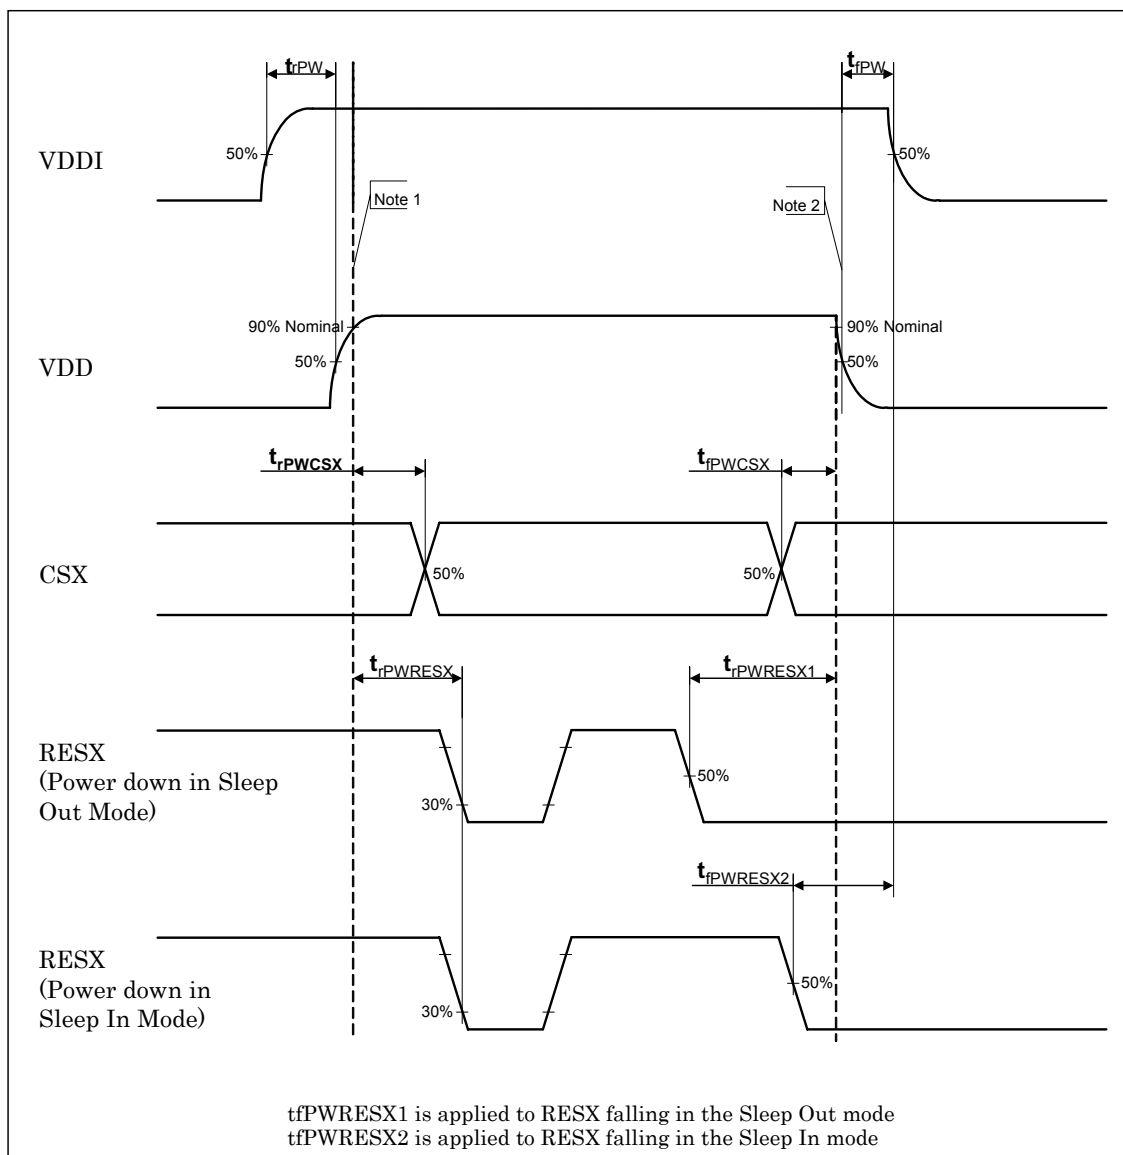 trPW
tfPW
50%
50%
VDDI
Note 1
Note 2
90% Nominal
90% Nominal
50%
50%
VDD
trPWCSX
tfPWCSX
50%
50%
CSX
trPWRESX
trPWRESX1
RESX
(Power down in Sleep
Out Mode)
50%
30%
tfPWRESX2
RESX
(Power down in
Sleep In Mode)
50%
30%
tfPWRESX1 is applied to RESX falling in the Sleep Out mode
tfPWRESX2 is applied to RESX falling in the Sleep In mode